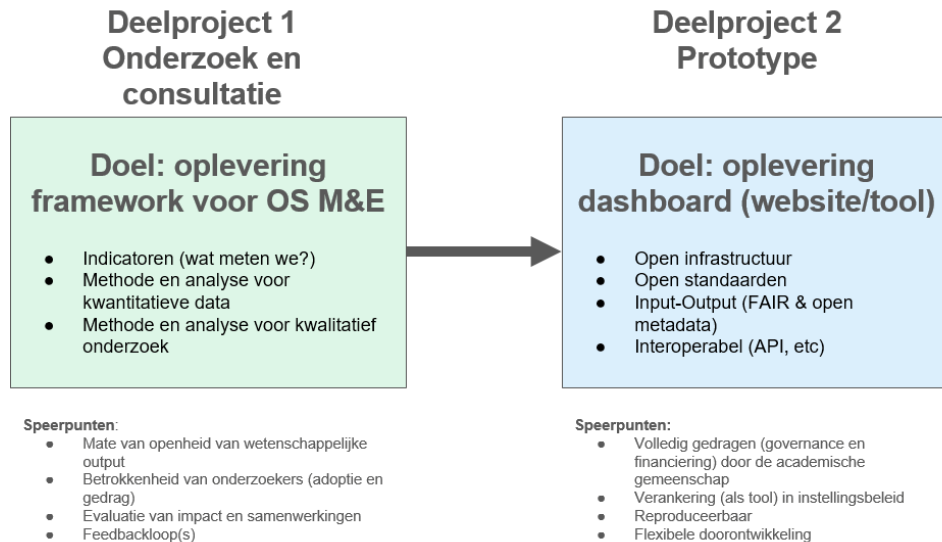 Deelproject 1
Onderzoek en
consultatie
Doel: oplevering
framework voor OS M&E
● Indicatoren (wat meten we?)
● Methode en analyse voor
kwantitatieve data
● Methode en analyse voor kwalitatief
onderzoek
Speerpunten:
● Mate van openheid van wetenschappelijke
output
● Betrokkenheid van onderzoekers (adoptie en
gedrag)
● Evaluatie van impact en samenwerkingen
● Feedbackloop(s)
Deelproject 2
Prototype
Doel: oplevering
dashboard (website/tool)
● Open infrastructuur
● Open standaarden
● Input-Output (FAIR & open
metadata)
● Interoperabel (API, etc)
Speerpunten:
● Volledig gedragen (governance en
financiering) door de academische
gemeenschap
● Verankering (als tool) in instellingsbeleid
● Reproduceerbaar
● Flexibele doorontwikkeling